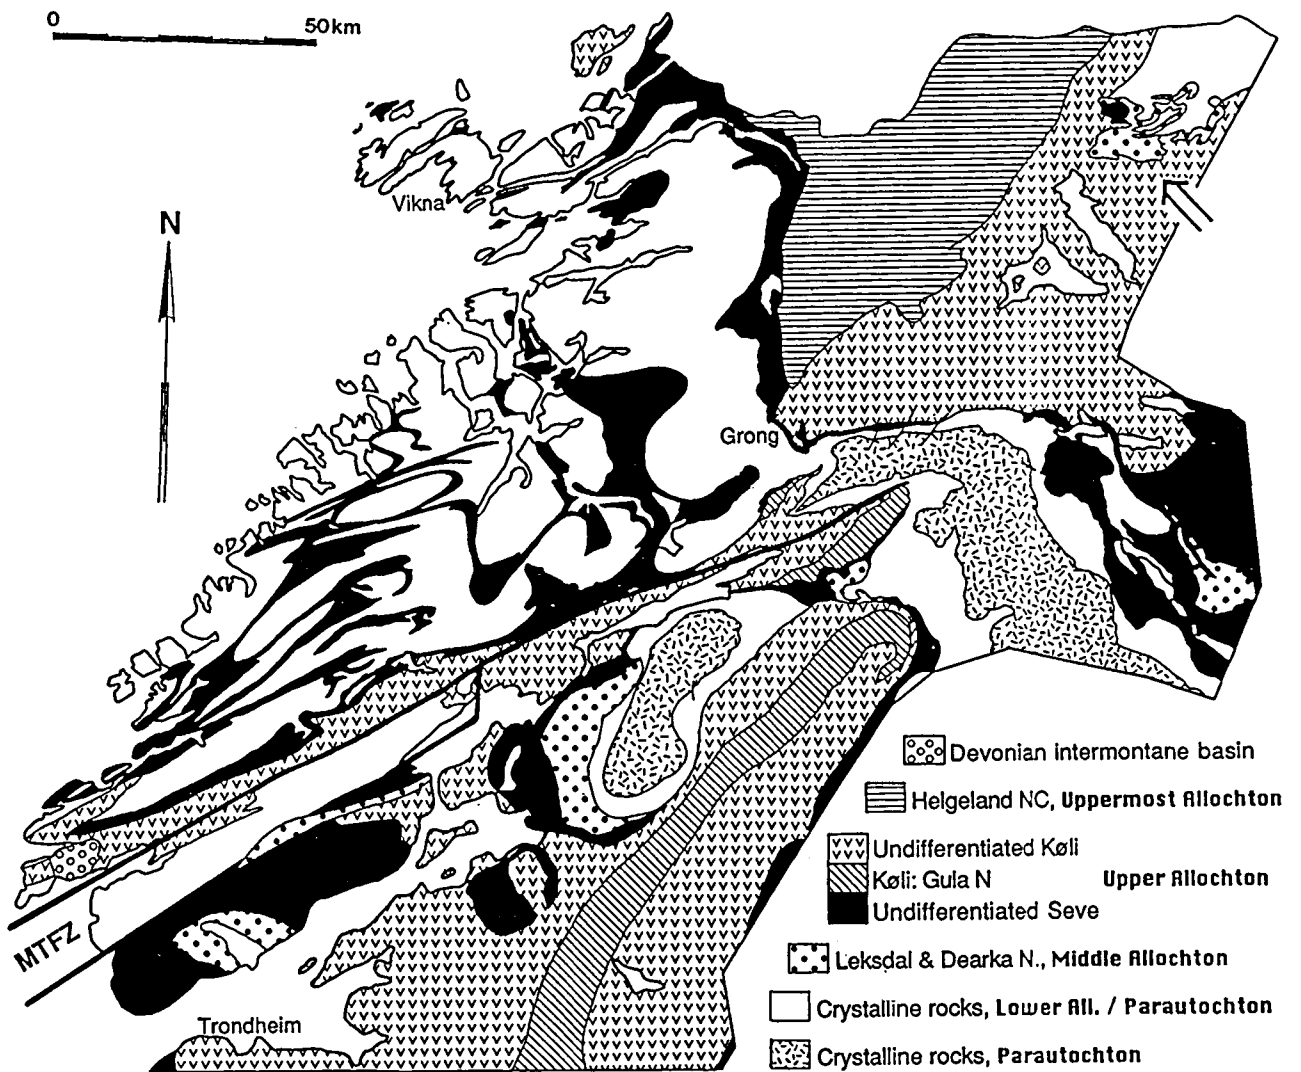 0 50km
Vikna
N
Grong
Devonian intermontane basin
Helgeland NC, Uppermost Allochton
Undifferentiated Køli
Køli: Gula N Upper Allochton
Undifferentiated Seve
Leksdal & Dearka N., Middle Allochton
MTFZ
Crystalline rocks, Lower All. / Parautochton
Trondheim
Crystalline rocks, Parautochton